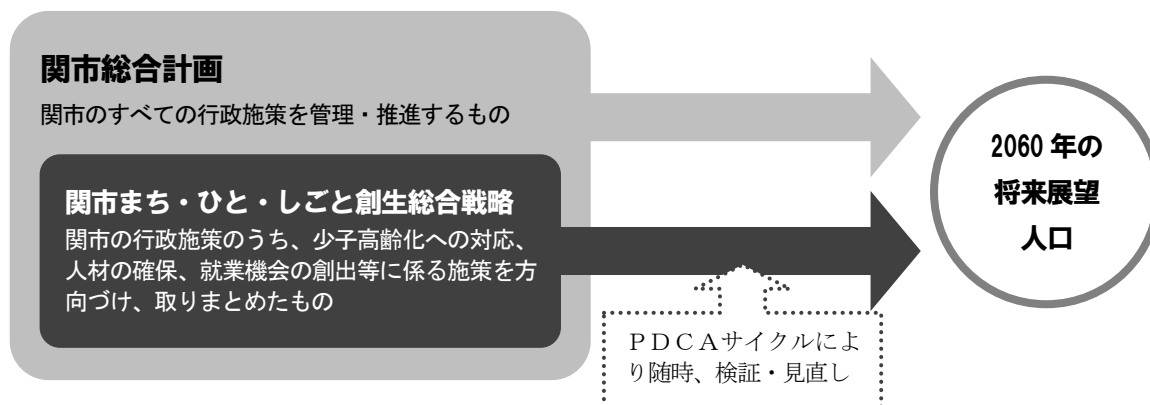 関市総合計画
関市のすべての行政施策を管理・推進するもの
関市まち・ひと・しごと創生総合戦略
関市の行政施策のうち、少子高齢化への対応、
人材の確保、就業機会の創出等に係る施策を方
向づけ、取りまとめたもの
2060 年の
将来展望
人口
ＰＤＣＡサイクルによ
り随時、検証・見直し